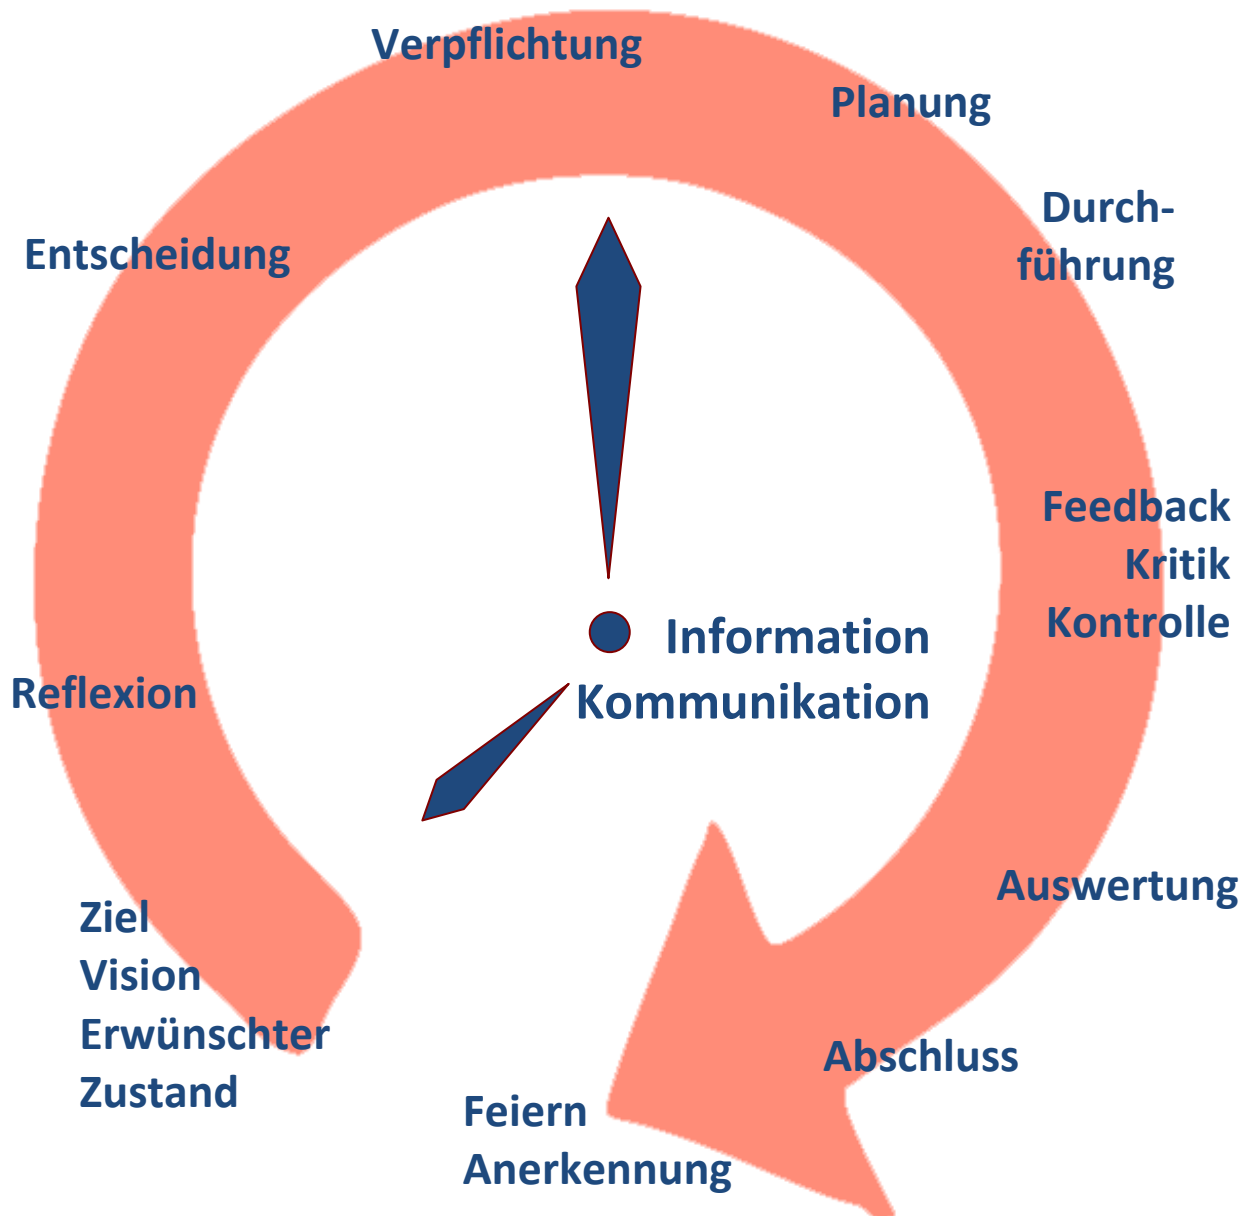 Verpflichtung
Planung
Durch-
führung
Entscheidung
Feedback
Kritik
Kontrolle
Information
Kommunikation
Reflexion
Auswertung
Ziel
Vision
Erwünschter
Zustand
Abschluss
Feiern
Anerkennung